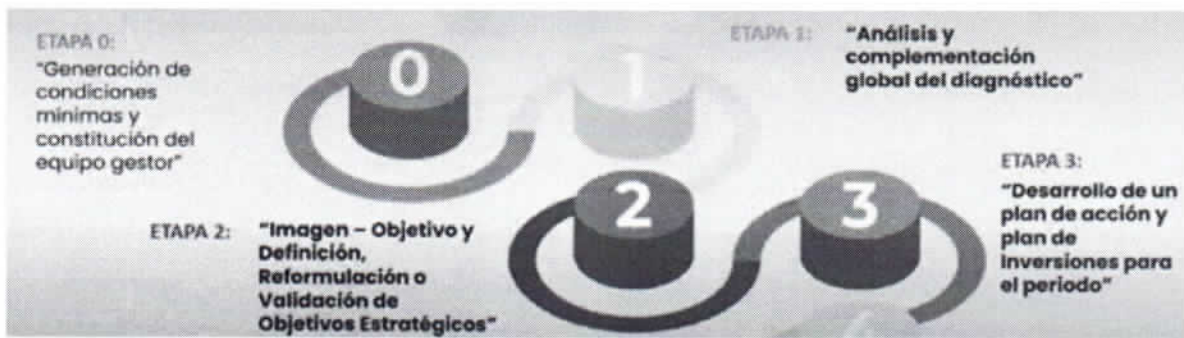 ETAPA 0:
"Generación de
condiciones
mínimas y
constitución del
equipo gestor"
0
1
ETAPA 1:
"Análisis y
complementación
global del diagnóstico"
2
3
ETAPA 2:
"Imagen – Objetivo y
Definición,
Reformulación o
Validación de
Objetivos Estratégicos"
ETAPA 3:
"Desarrollo de un
plan de acción y
plan de
Inversiones para
el periodo"